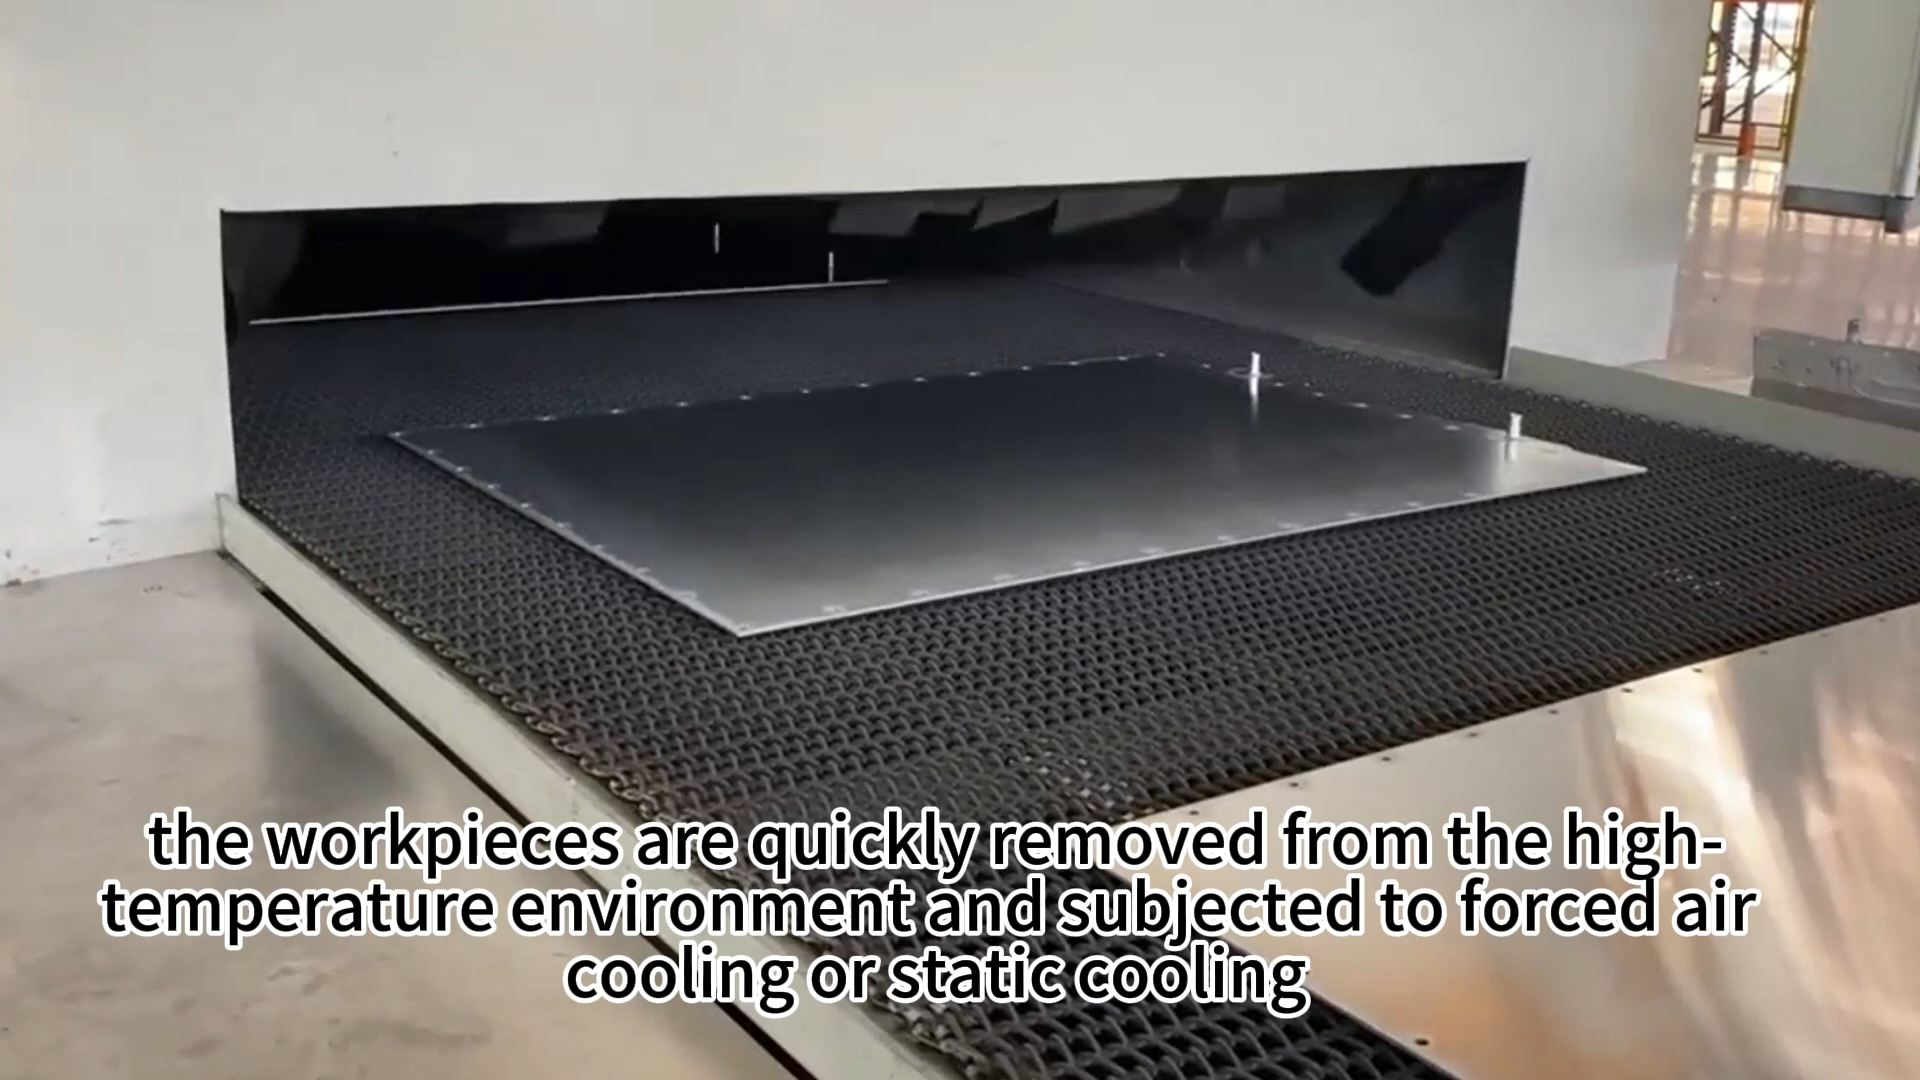 the workpieces are quickly removed from the high-
temperature environment and subjected to forced air
cooling or static cooling